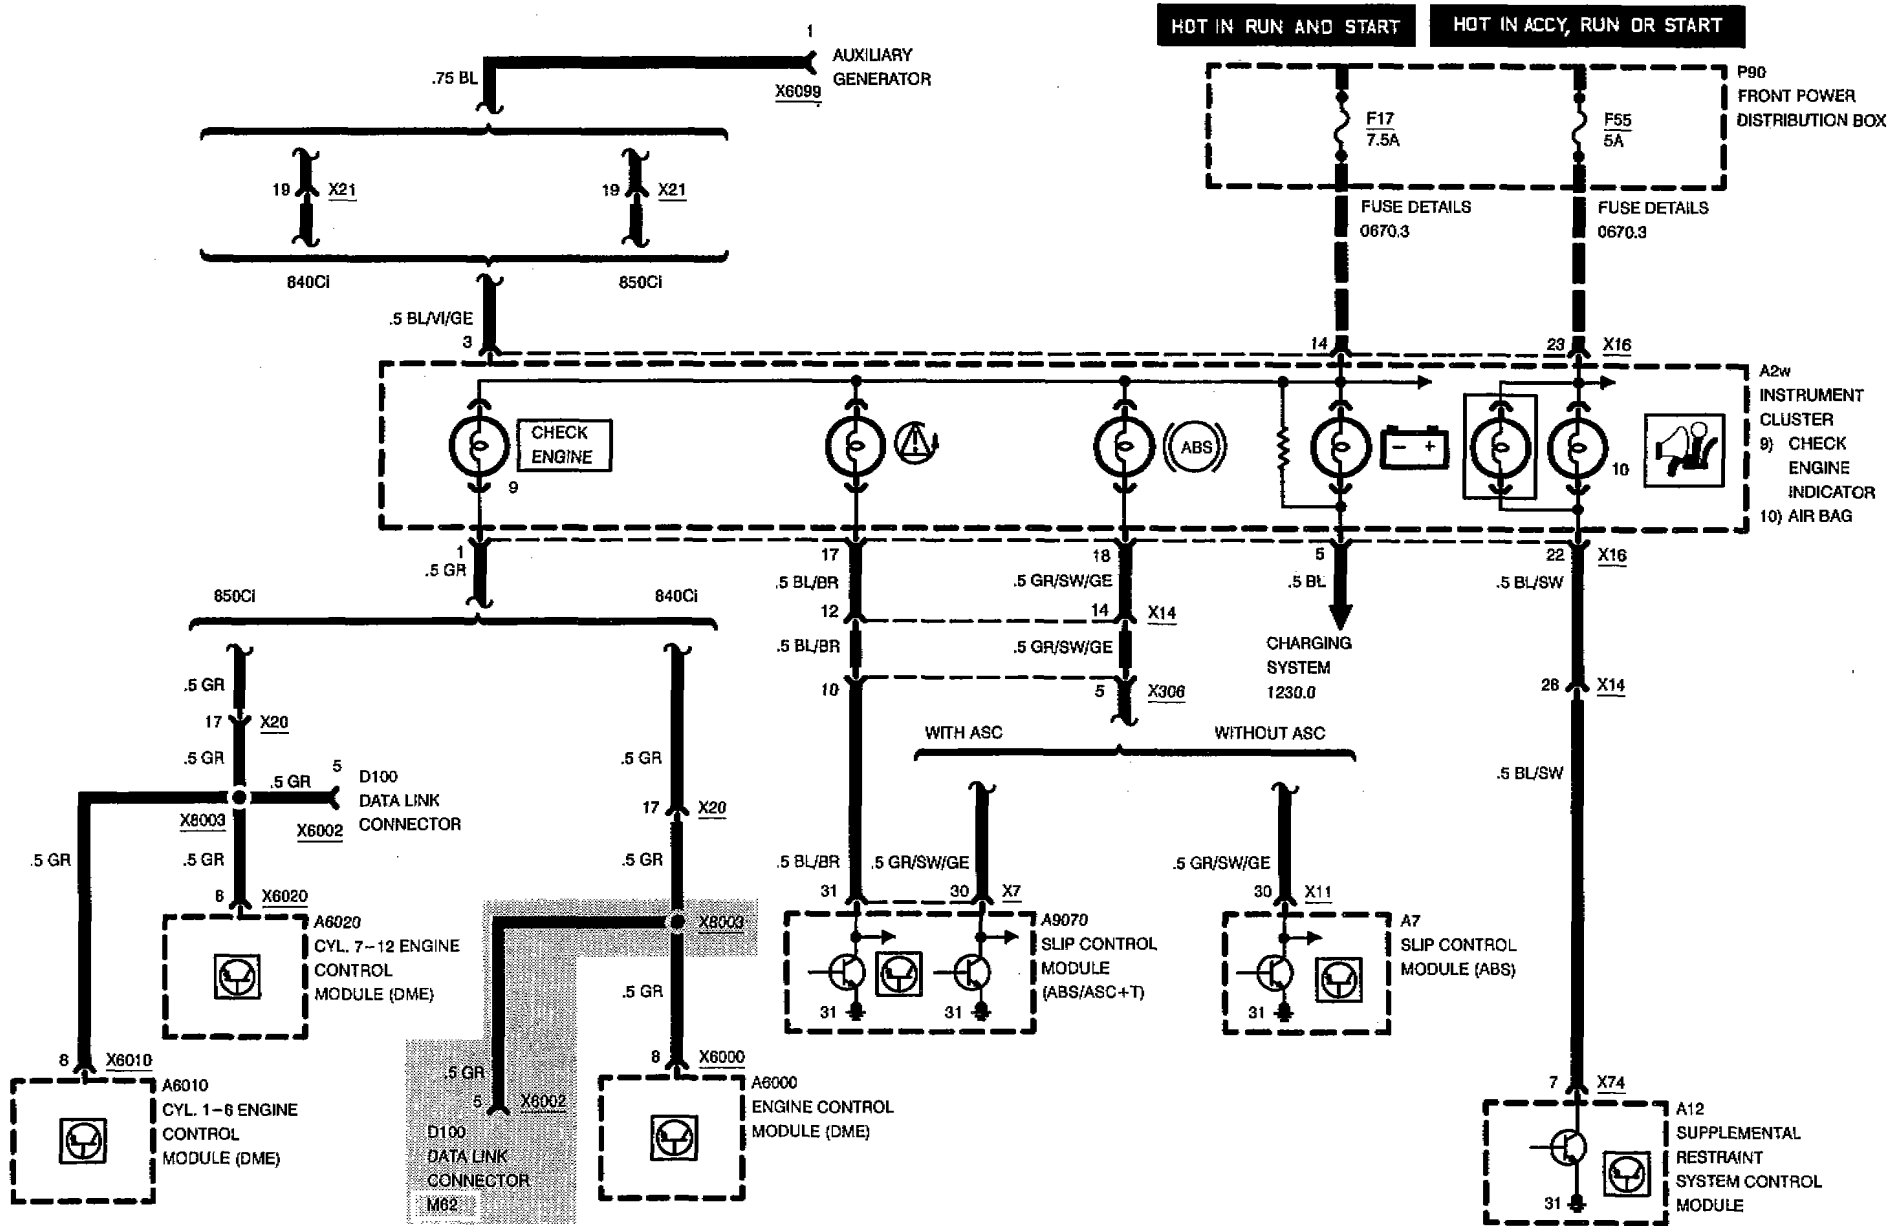 HOT IN RUN AND START
HOT IN ACCY, RUN OR START
1
AUXILIARY
GENERATOR
.75 BL
X6099
P90
FRONT POWER
DISTRIBUTION BOX
F17
7.5A
F55
5A
19
X21
19
X21
FUSE DETAILS
0670.3
FUSE DETAILS
0670.3
840Ci
850Ci
.5 BL/VI/GE
3
14
23
X16
A2w
INSTRUMENT
CLUSTER
9) CHECK
ENGINE
INDICATOR
10) AIR BAG
CHECK
ENGINE
9
ABS
- +
10
1
.5 GR
17
.5 BL/BR
18
.5 GR/SW/GE
5
.5 BL
22
X16
.5 BL/SW
850Ci
840Ci
12
14
X14
.5 BL/BR
.5 GR/SW/GE
CHARGING
SYSTEM
1230.0
10
5
X306
26
X14
.5 GR
17
X20
WITH ASC
WITHOUT ASC
.5 GR
.5 GR
.5 GR
5
D100
DATA LINK
CONNECTOR
X8003
X6002
.5 BL/SW
17
X20
.5 GR
.5 GR
.5 GR
.5 BL/BR
.5 GR/SW/GE
.5 GR/SW/GE
8
X6020
31
30
X7
30
X11
A6020
CYL. 7-12 ENGINE
CONTROL
MODULE (DME)
X8003
A9070
SLIP CONTROL
MODULE
(ABS/ASC+T)
31
31
A7
SLIP CONTROL
MODULE (ABS)
31
.5 GR
8
X6010
8
X6000
.5 GR
5
X6002
7
X74
A6010
CYL. 1-6 ENGINE
CONTROL
MODULE (DME)
D100
DATA LINK
CONNECTOR
M62
A6000
ENGINE CONTROL
MODULE (DME)
A12
SUPPLEMENTAL
RESTRAINT
SYSTEM CONTROL
MODULE
31